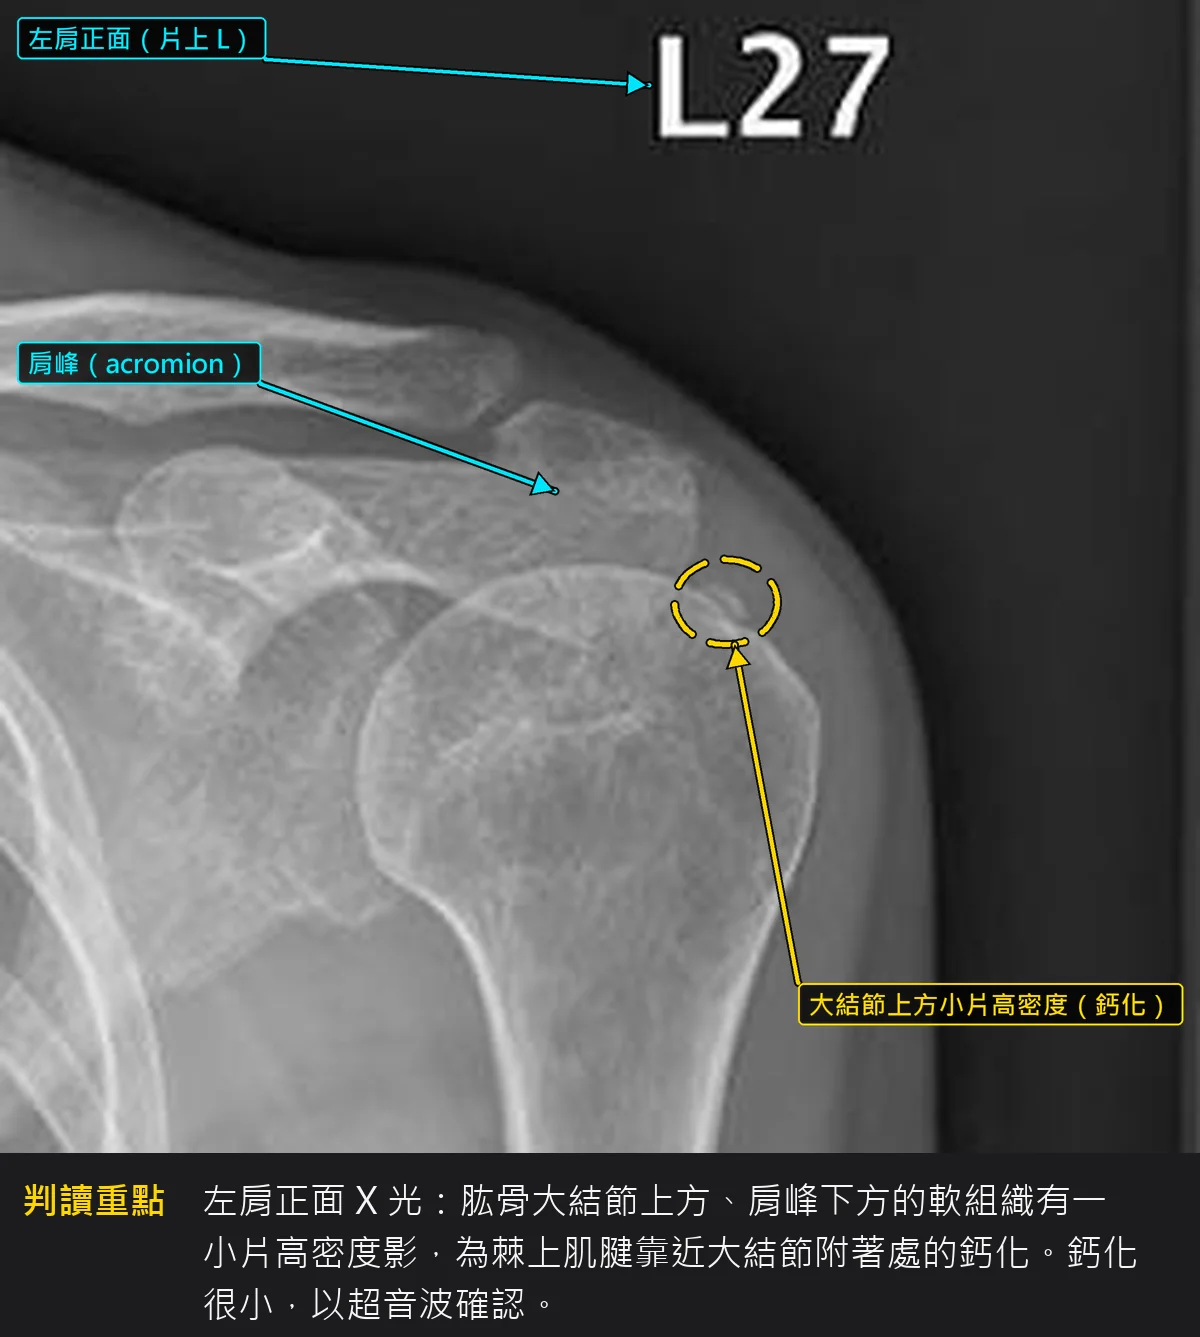 左肩正面（片上 L）
L27
肩峰（acromion）
大結節上方小片高密度（鈣化）
判讀重點
左肩正面 X 光：肱骨大結節上方、肩峰下方的軟組織有一
小片高密度影，為棘上肌腱靠近大結節附著處的鈣化。鈣化
很小，以超音波確認。